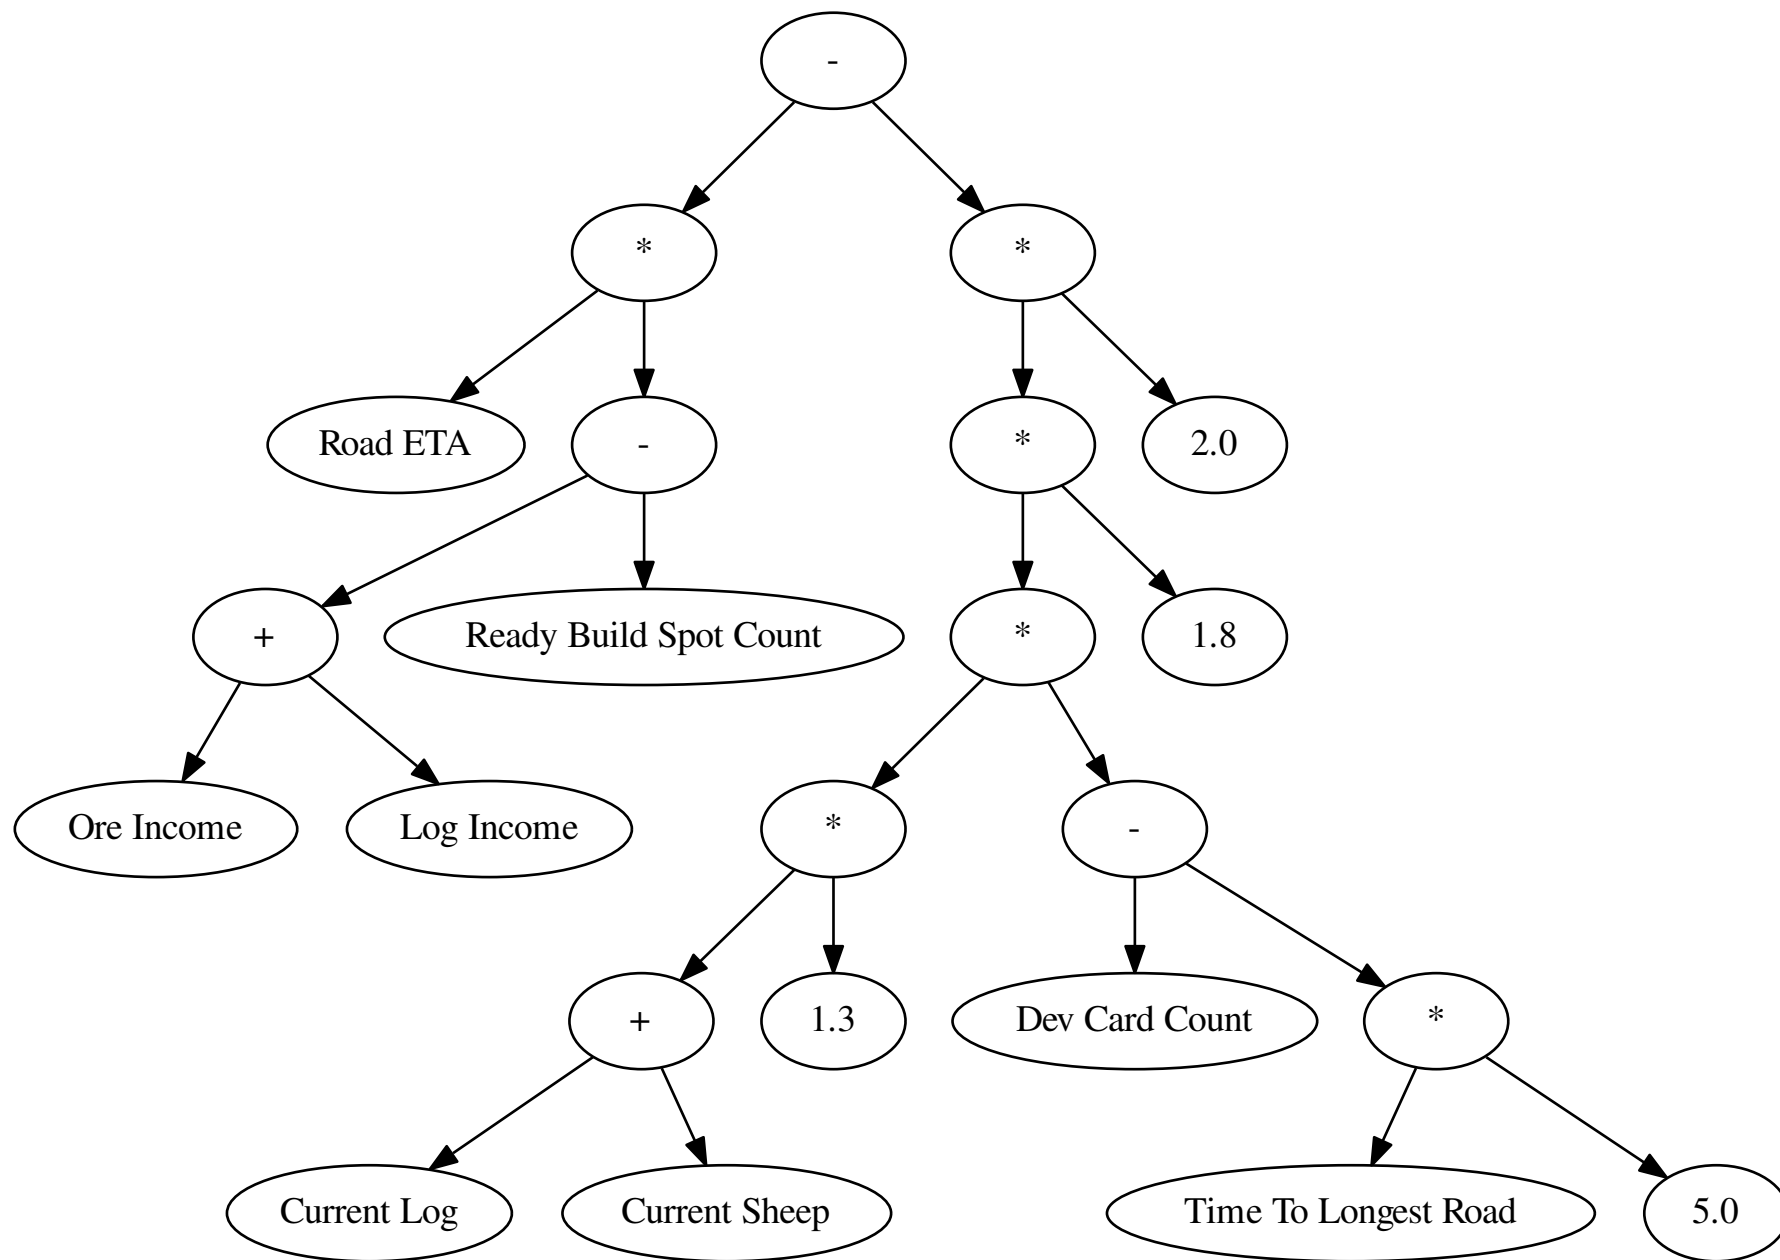 -
*
*
Road ETA
-
*
2.0
+
Ready Build Spot Count
*
1.8
Ore Income
Log Income
*
-
+
1.3
Dev Card Count
*
Current Log
Current Sheep
Time To Longest Road
5.0